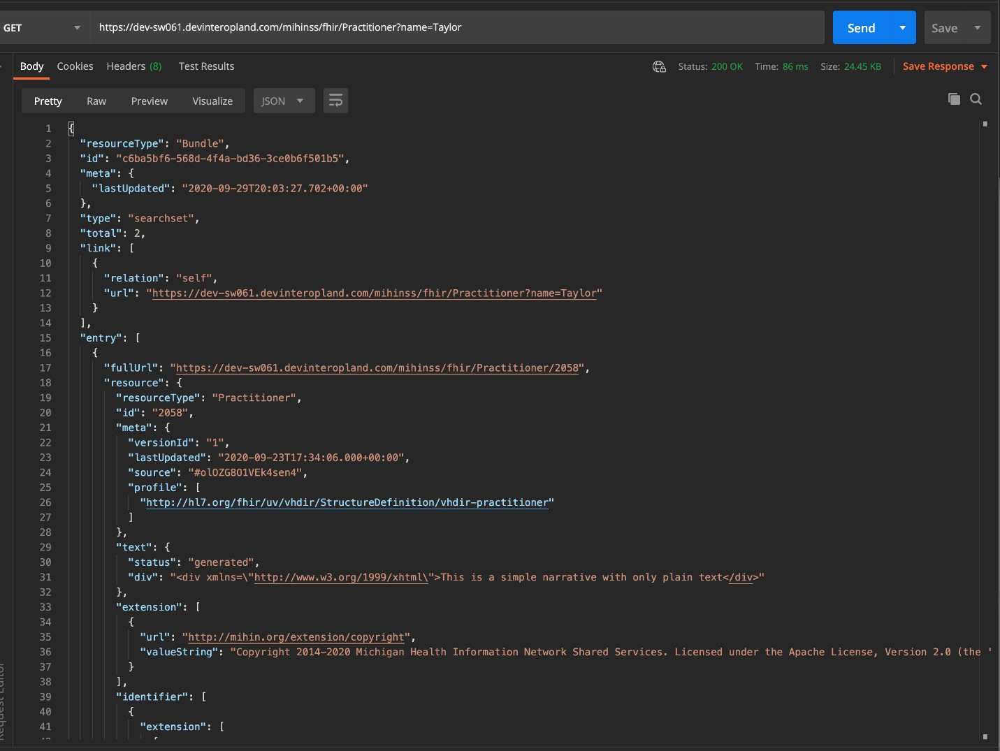 GET https://dev-sw061.devinteropland.com/mihinss/fhir/Practitioner?name=Taylor Send Save
Body Cookies Headers (8) Test Results Status: 200 OK Time: 86 ms Size: 24.45 KB Save Response
Pretty Raw Preview Visualize JSON
1 {
2 "resourceType": "Bundle",
3 "id": "c6ba5bf6-568d-4f4a-bd36-3ce0b6f501b5",
4 "meta": {
5 "lastUpdated": "2020-09-29T20:03:27.702+00:00"
6 },
7 "type": "searchset",
8 "total": 2,
9 "link": [
10 {
11 "relation": "self",
12 "url": "https://dev-sw061.devinteropland.com/mihinss/fhir/Practitioner?name=Taylor"
13 }
14 ],
15 "entry": [
16 {
17 "fullUrl": "https://dev-sw061.devinteropland.com/mihinss/fhir/Practitioner/2058",
18 "resource": {
19 "resourceType": "Practitioner",
20 "id": "2058",
21 "meta": {
22 "versionId": "1",
23 "lastUpdated": "2020-09-23T17:34:06.000+00:00",
24 "source": "#olOZG8O1VEk4sen4",
25 "profile": [
26 "http://hl7.org/fhir/uv/vhdir/StructureDefinition/vhdir-practitioner"
27 ]
28 },
29 "text": {
30 "status": "generated",
31 "div": "<div xmlns=\"http://www.w3.org/1999/xhtml\">This is a simple narrative with only plain text</div>"
32 },
33 "extension": [
34 {
35 "url": "http://mihin.org/extension/copyright",
36 "valueString": "Copyright 2014-2020 Michigan Health Information Network Shared Services. Licensed under the Apache License, Version 2.0 (the '
37 }
38 ],
39 "identifier": [
40 {
41 "extension": [